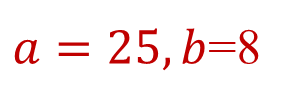 a = 25, b=8